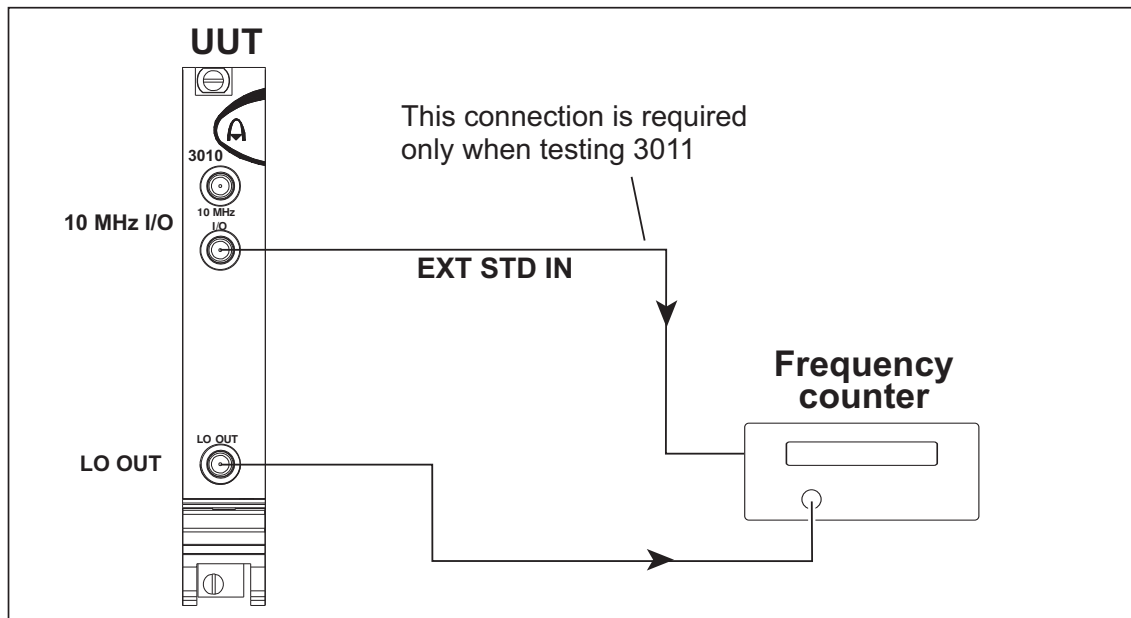 UUT
This connection is required
only when testing 3011
3010
10 MHz
I/O
10 MHz I/O
EXT STD IN
Frequency
counter
LO OUT
LO OUT